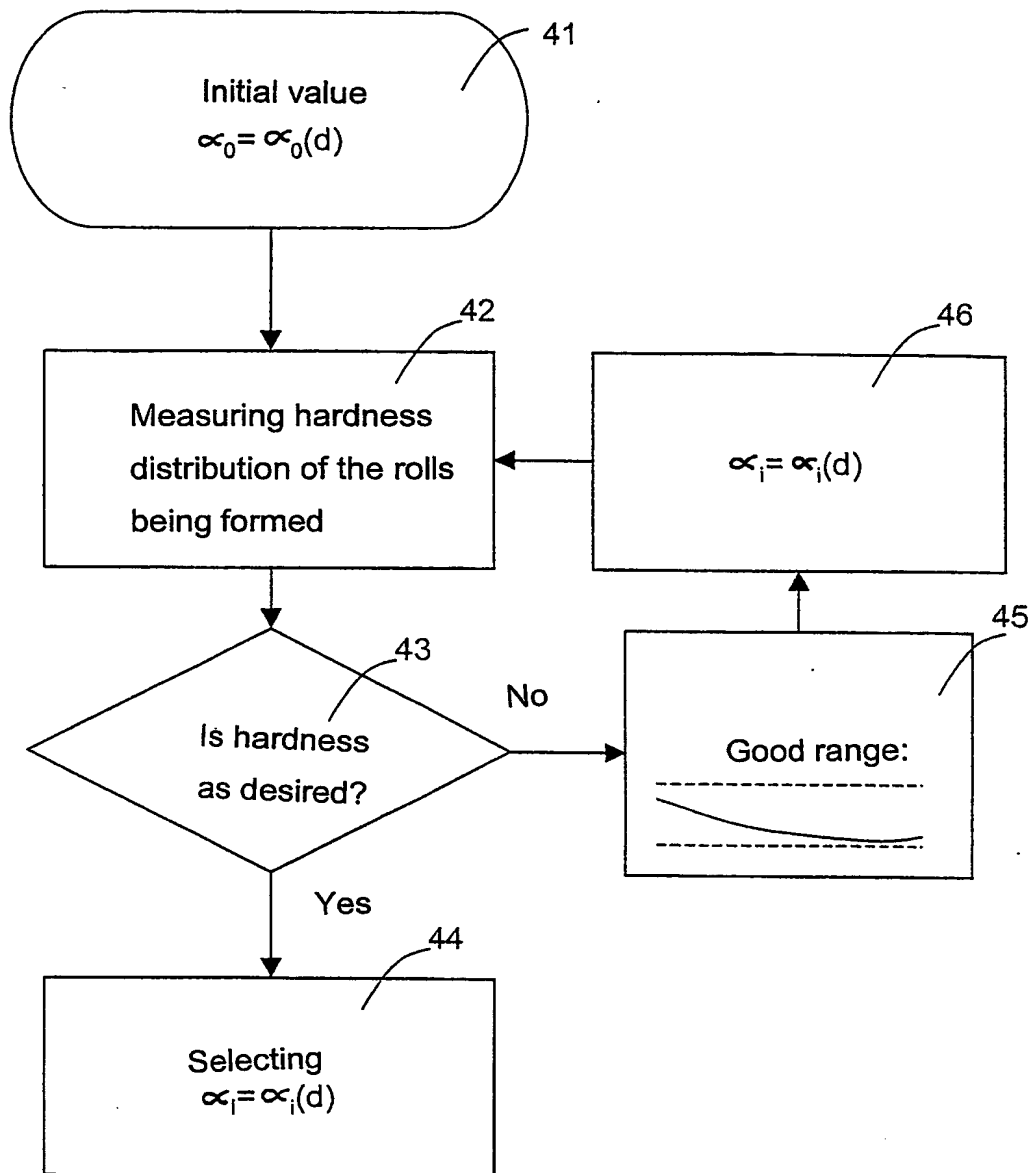 41
Initial value
∝₀= ∝₀(d)
42
Measuring hardness
distribution of the rolls
being formed
46
∝ᵢ= ∝ᵢ(d)
43
Is hardness
as desired?
No
45
Good range:
Yes
44
Selecting
∝ᵢ= ∝ᵢ(d)